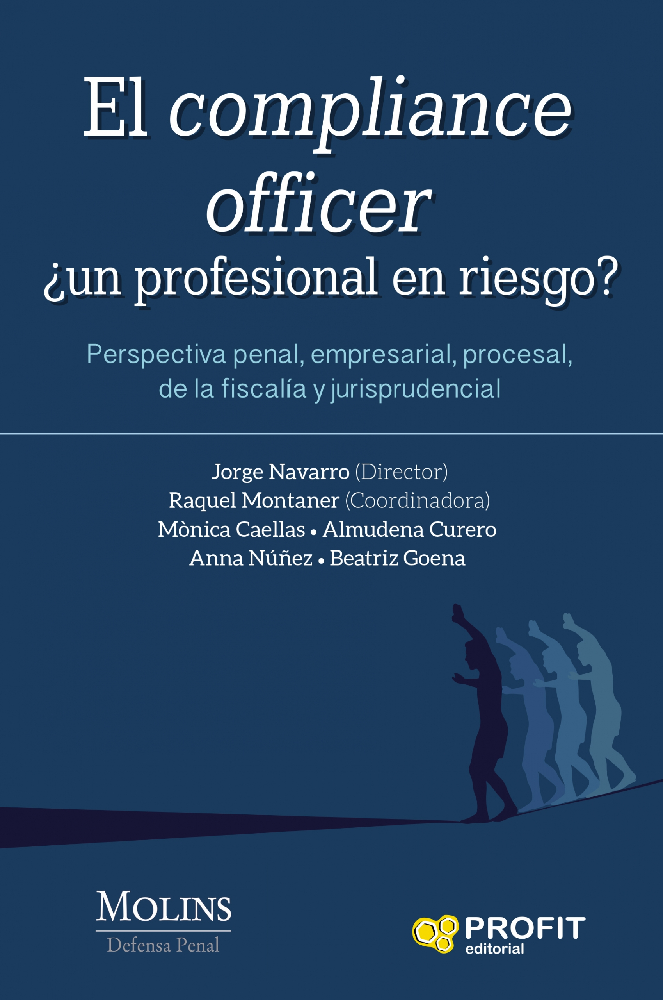 El compliance
officer
¿un profesional en riesgo?
Perspectiva penal, empresarial, procesal,
de la fiscalía y jurisprudencial
Jorge Navarro (Director)
Raquel Montaner (Coordinadora)
Mònica Caellas • Almudena Curero
Anna Núñez • Beatriz Goena
MOLINS
Defensa Penal
PROFIT
editorial